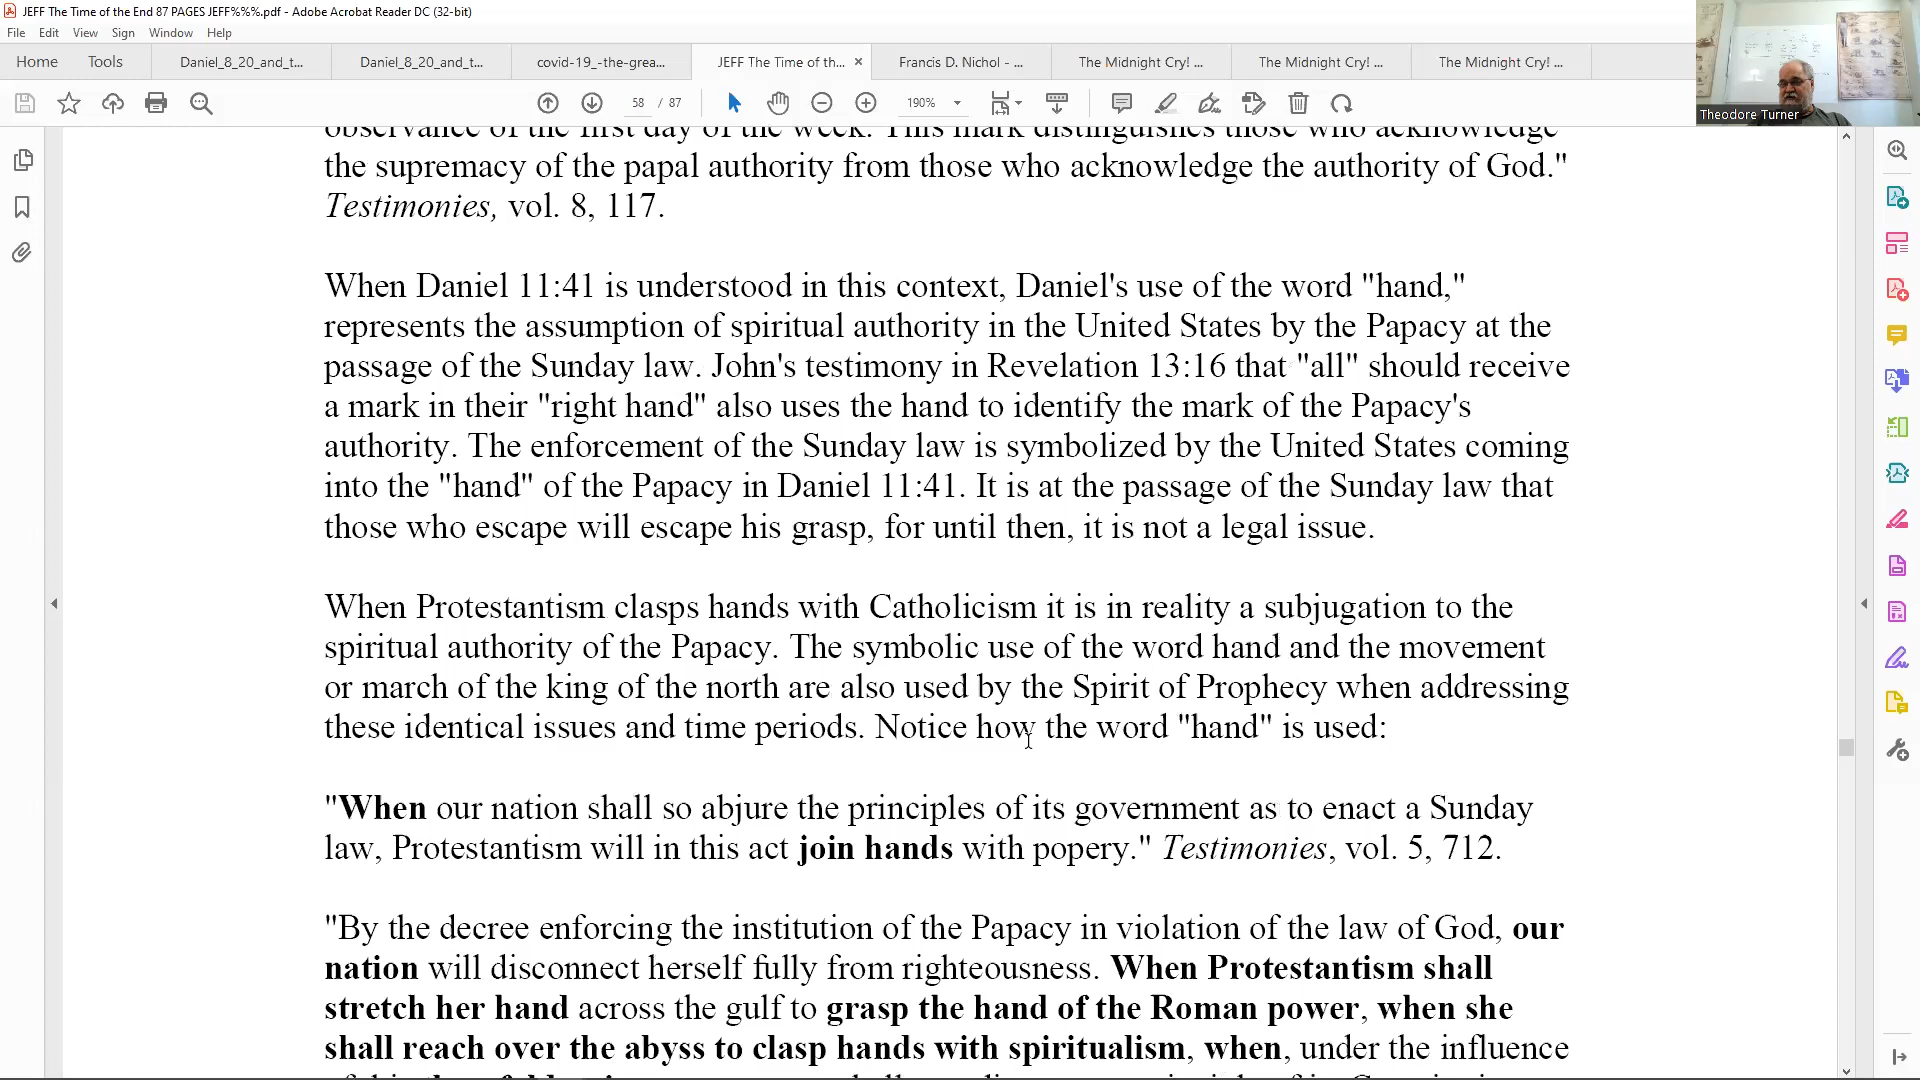 JEFF The Time of the End 87 PAGES JEFF%%%.pdf - Adobe Acrobat Reader DC (32-bit)
File Edit View Sign Window Help
Home Tools Daniel_8_20_and_t... Daniel_8_20_and_t... covid-19_-the-grea... JEFF The Time of th... × Francis D. Nichol - ... The Midnight Cry! ... The Midnight Cry! ... The Midnight Cry! ...
58 / 87 190%
Theodore Turner
observance of the first day of the week. This mark distinguishes those who acknowledge
the supremacy of the papal authority from those who acknowledge the authority of God."
Testimonies, vol. 8, 117.
When Daniel 11:41 is understood in this context, Daniel's use of the word "hand,"
represents the assumption of spiritual authority in the United States by the Papacy at the
passage of the Sunday law. John's testimony in Revelation 13:16 that "all" should receive
a mark in their "right hand" also uses the hand to identify the mark of the Papacy's
authority. The enforcement of the Sunday law is symbolized by the United States coming
into the "hand" of the Papacy in Daniel 11:41. It is at the passage of the Sunday law that
those who escape will escape his grasp, for until then, it is not a legal issue.
When Protestantism clasps hands with Catholicism it is in reality a subjugation to the
spiritual authority of the Papacy. The symbolic use of the word hand and the movement
or march of the king of the north are also used by the Spirit of Prophecy when addressing
these identical issues and time periods. Notice how the word "hand" is used:
"When our nation shall so abjure the principles of its government as to enact a Sunday
law, Protestantism will in this act join hands with popery." Testimonies, vol. 5, 712.
"By the decree enforcing the institution of the Papacy in violation of the law of God, our
nation will disconnect herself fully from righteousness. When Protestantism shall
stretch her hand across the gulf to grasp the hand of the Roman power, when she
shall reach over the abyss to clasp hands with spiritualism, when, under the influence